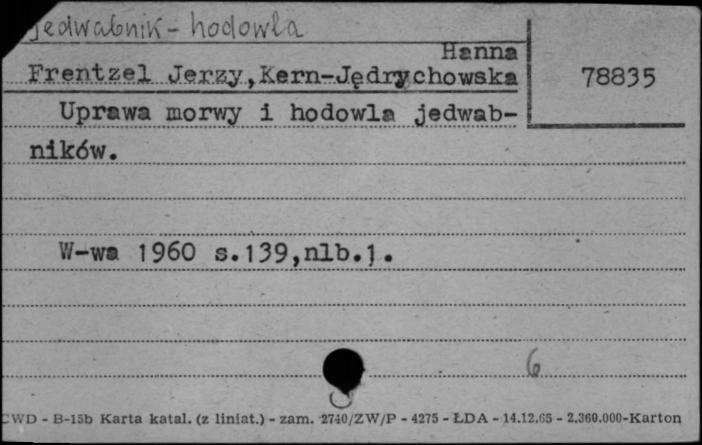 jedwabnik - hodowla
Hanna
Frentzel Jerzy, Kern-Jędrychowska
78835
Uprawa morwy i hodowla jedwab-
ników.
W-wa 1960 s.139,nlb.1.
6
CWD - B-15b Karta katal. (z liniat.) - zam. 2740/ZW/P - 4275 - ŁDA - 14.12.65 - 2.360.000-Karton